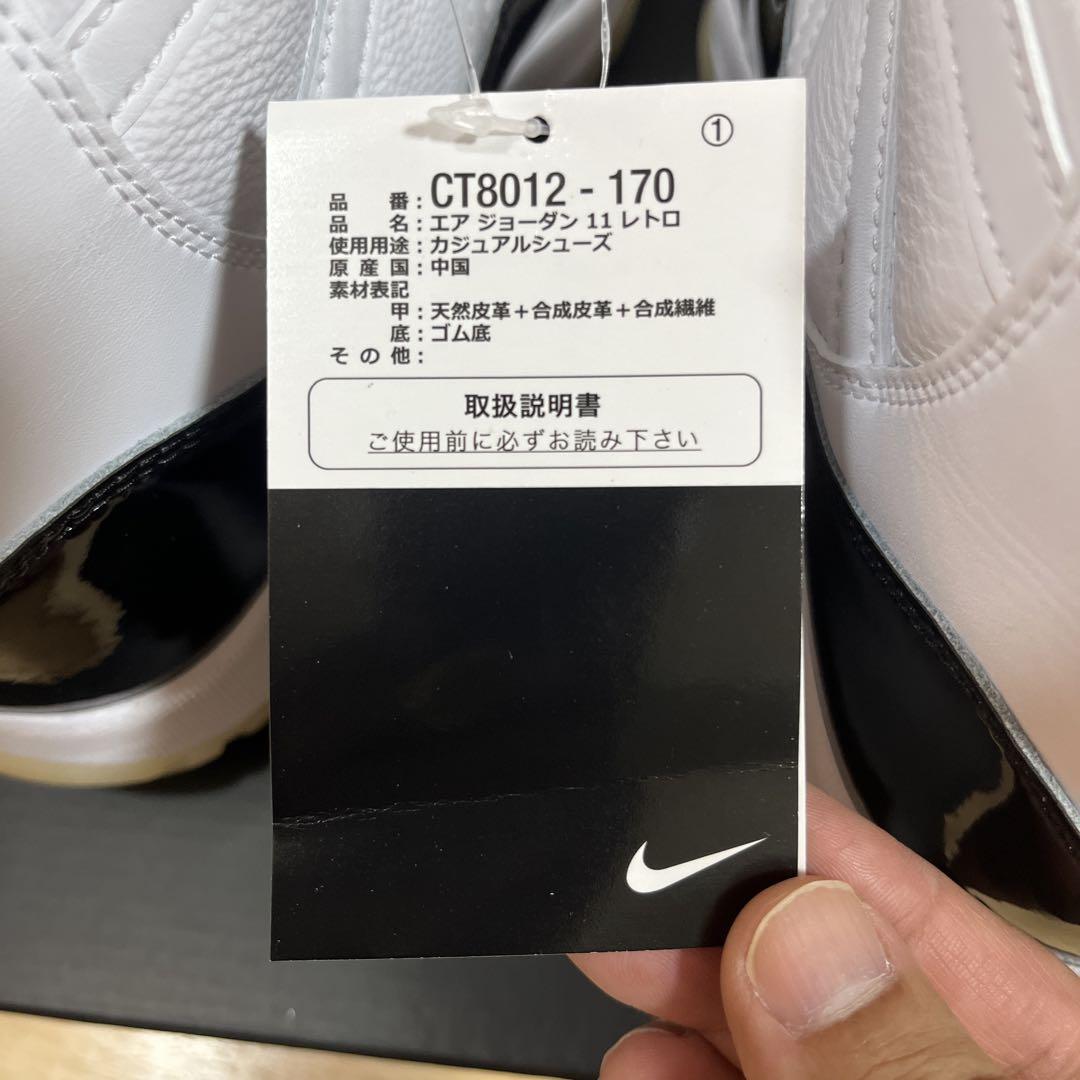 ①
品番：CT8012 - 170
品名：エア ジョーダン 11 レトロ
使用用途：カジュアルシューズ
原産国：中国
素材表記
甲：天然皮革＋合成皮革＋合成繊維
底：ゴム底
その他：
取扱説明書
ご使用前に必ずお読み下さい